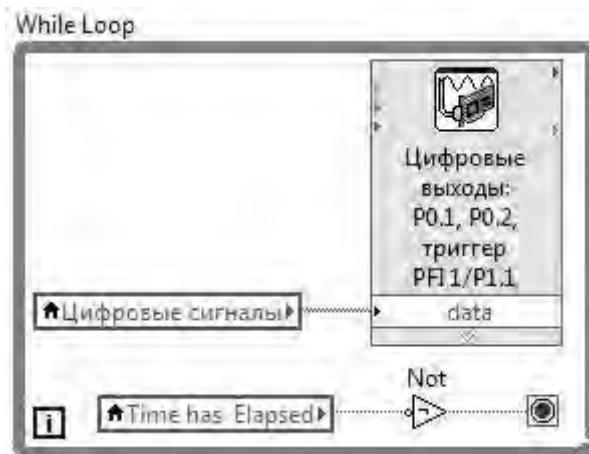 While Loop
Цифровые
выходы:
P0.1, P0.2,
триггер
PFI 1/P1.1
Цифровые сигналы
data
Not
i
Time has Elapsed